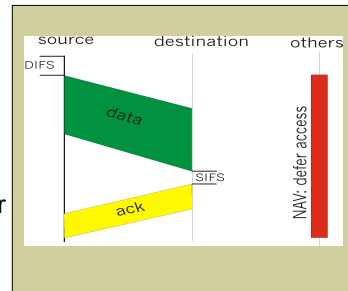 source destination others
DIFS
data
SIFS
ack
NAV: defer access
r